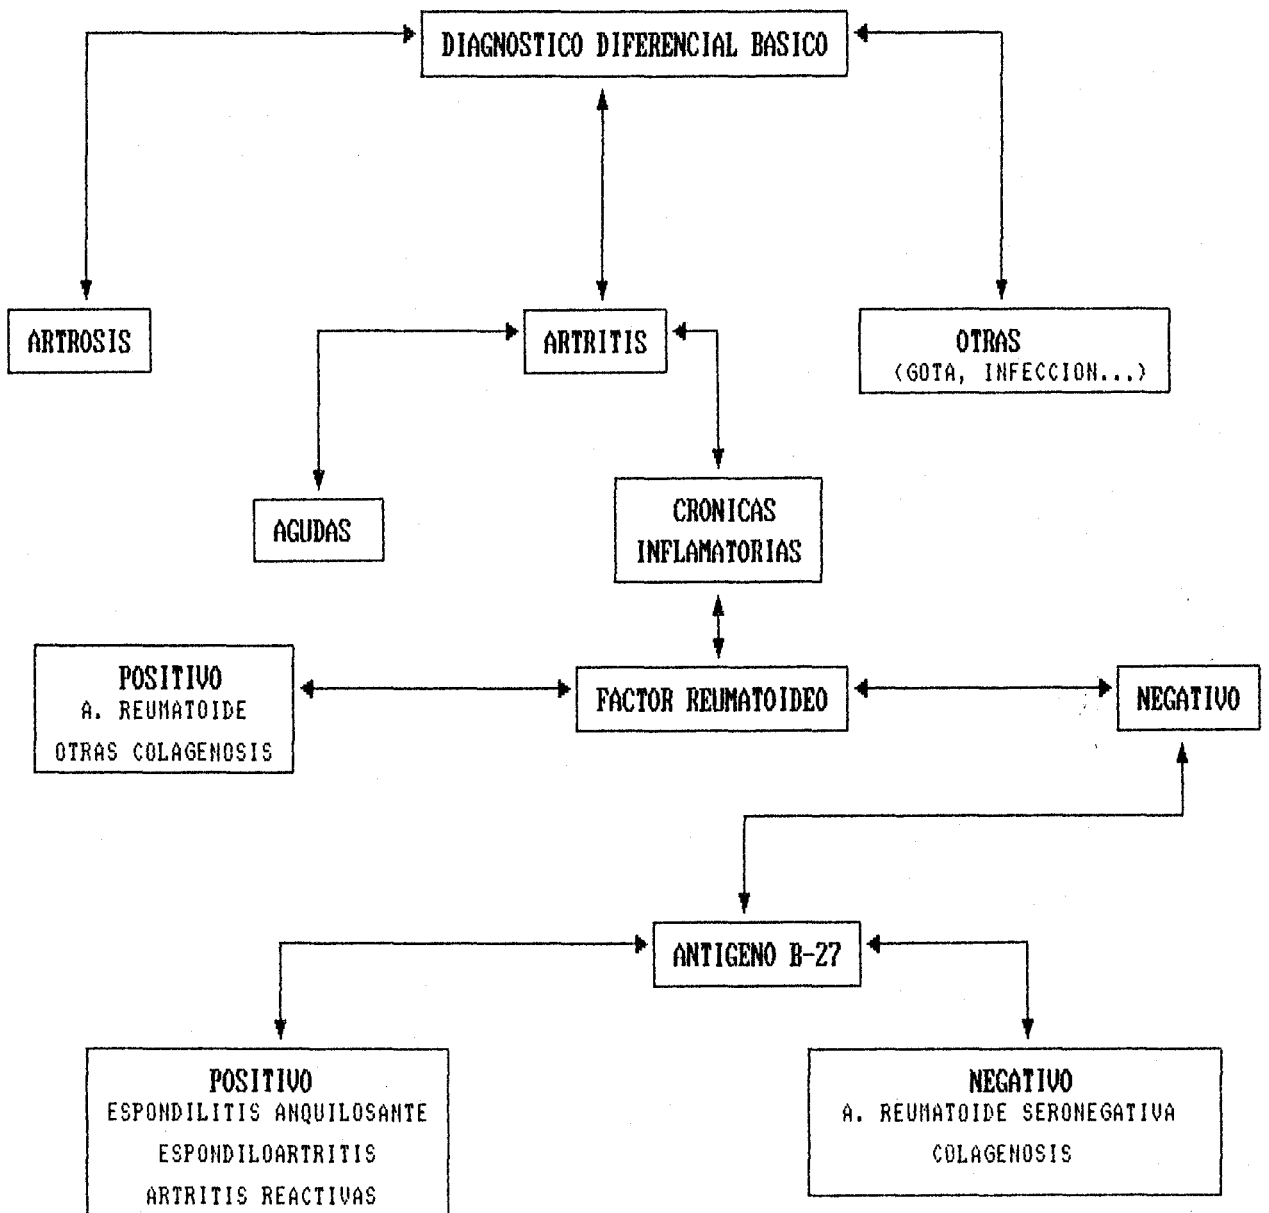 DIAGNOSTICO DIFERENCIAL BASICO
ARTROSIS
ARTRITIS
OTRAS
(GOTA, INFECCION...)
AGUDAS
CRONICAS
INFLAMATORIAS
POSITIVO
A. REUMATOIDE
OTRAS COLAGENOSIS
FACTOR REUMATOIDEO
NEGATIVO
ANTIGENO B-27
POSITIVO
ESPONDILITIS ANQUILOSANTE
ESPONDILOARTRITIS
ARTRITIS REACTIVAS
NEGATIVO
A. REUMATOIDE SERONEGATIVA
COLAGENOSIS